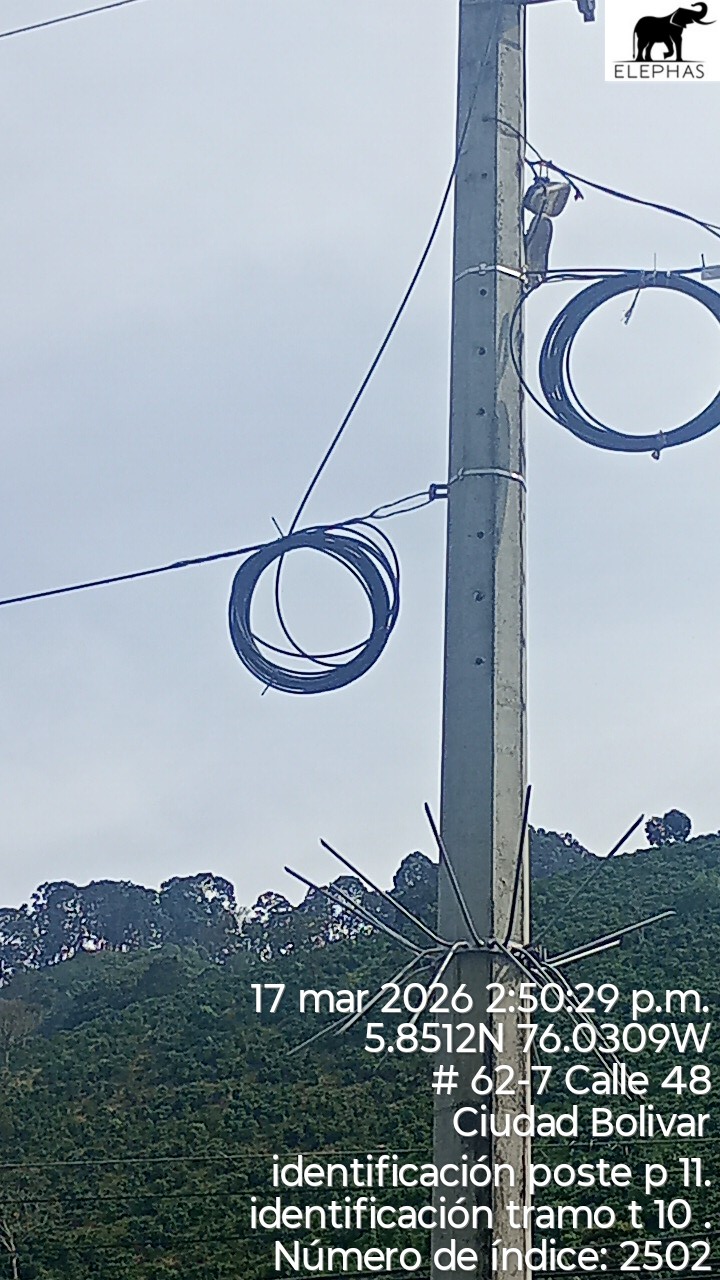 ELEPHAS
17 mar 2026 2:50:29 p.m.
5.8512N 76.0309W
# 62-7 Calle 48
Ciudad Bolivar
identificación poste p 11.
identificación tramo t 10 .
Número de índice: 2502